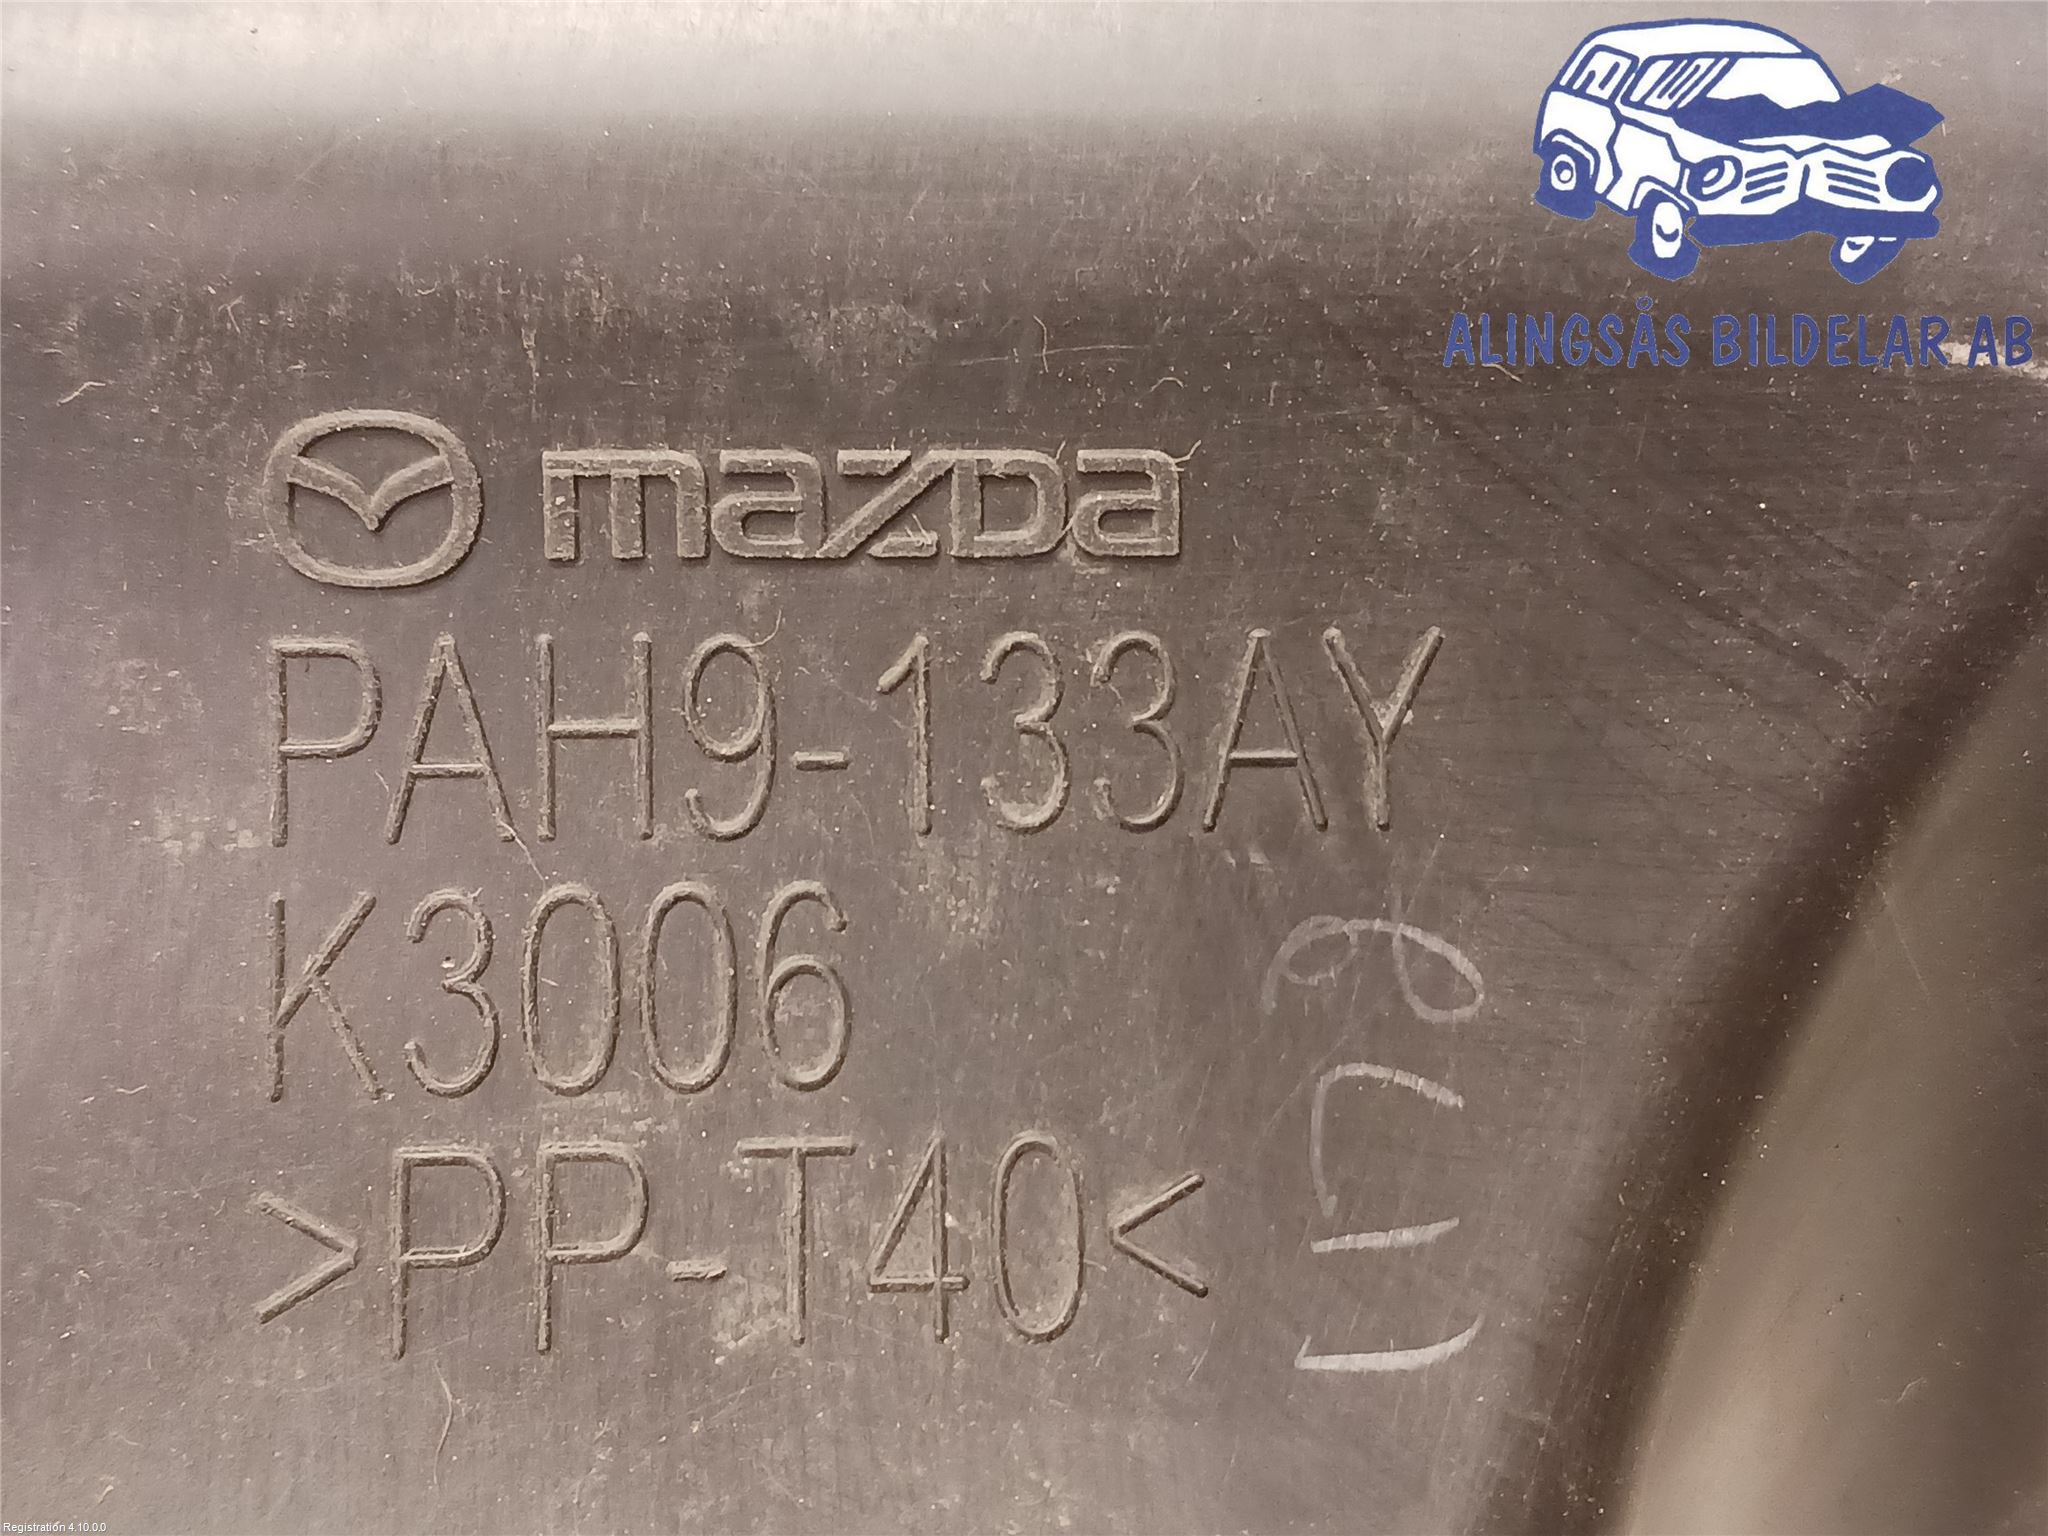 ALINGSÅS BILDELAR AB
mazda
PAH9-133AY
K3006
>PP-T40<
Registration 4.10.0.0